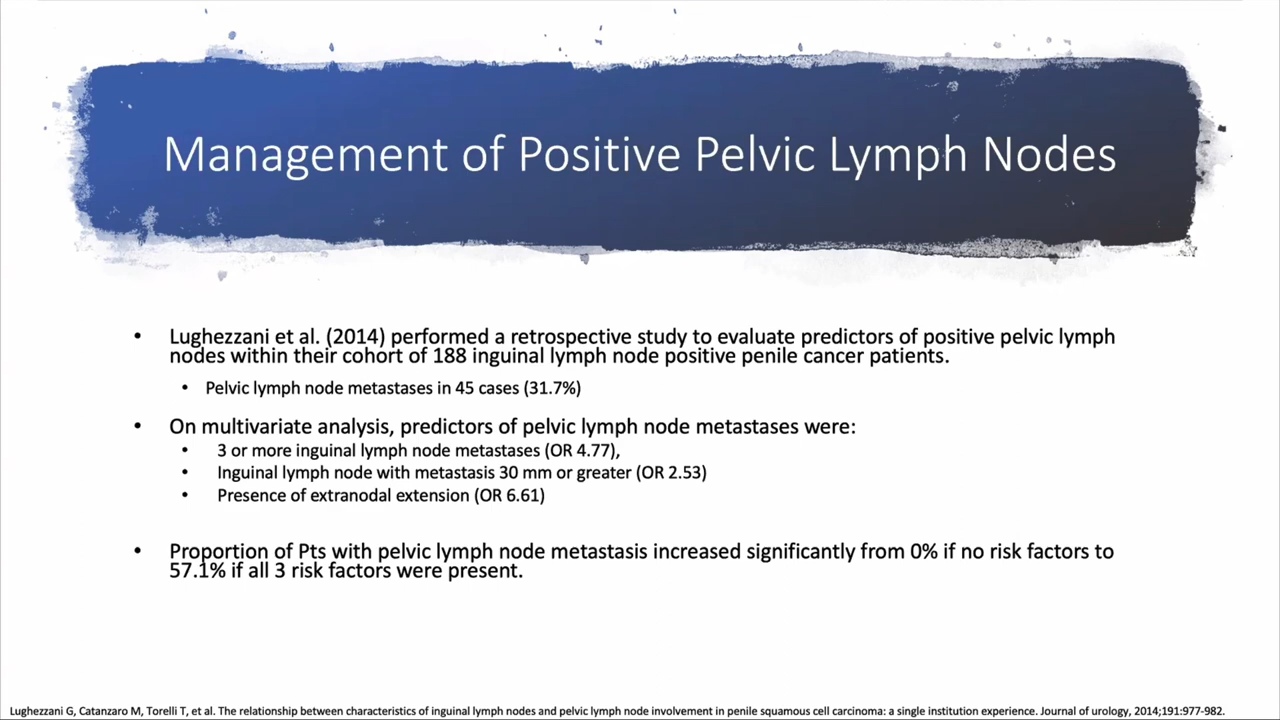 Management of Positive Pelvic Lymph Nodes
• Lughezzani et al. (2014) performed a retrospective study to evaluate predictors of positive pelvic lymph
nodes within their cohort of 188 inguinal lymph node positive penile cancer patients.
• Pelvic lymph node metastases in 45 cases (31.7%)
• On multivariate analysis, predictors of pelvic lymph node metastases were:
• 3 or more inguinal lymph node metastases (OR 4.77),
• Inguinal lymph node with metastasis 30 mm or greater (OR 2.53)
• Presence of extranodal extension (OR 6.61)
• Proportion of Pts with pelvic lymph node metastasis increased significantly from 0% if no risk factors to
57.1% if all 3 risk factors were present.
Lughezzani G, Catanzaro M, Torelli T, et al. The relationship between characteristics of inguinal lymph nodes and pelvic lymph node involvement in penile squamous cell carcinoma: a single institution experience. Journal of urology, 2014;191:977-982.